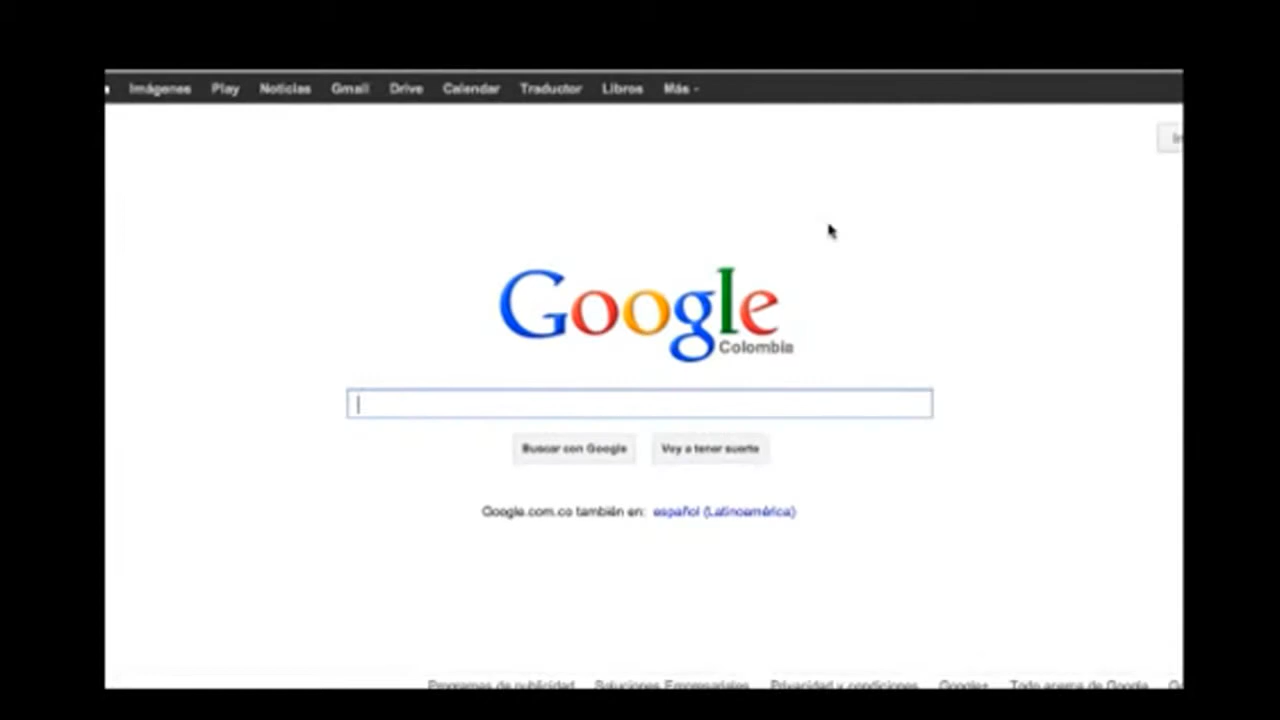 Imágenes Play Noticias Gmail Drive Calendar Traductor Libros Más
Google
Colombia
Buscar con Google Voy a tener suerte
Google.com.co también en: español (Latinoamérica)
Programas de publicidad Soluciones Empresariales Privacidad y condiciones Google+ Todo acerca de Google